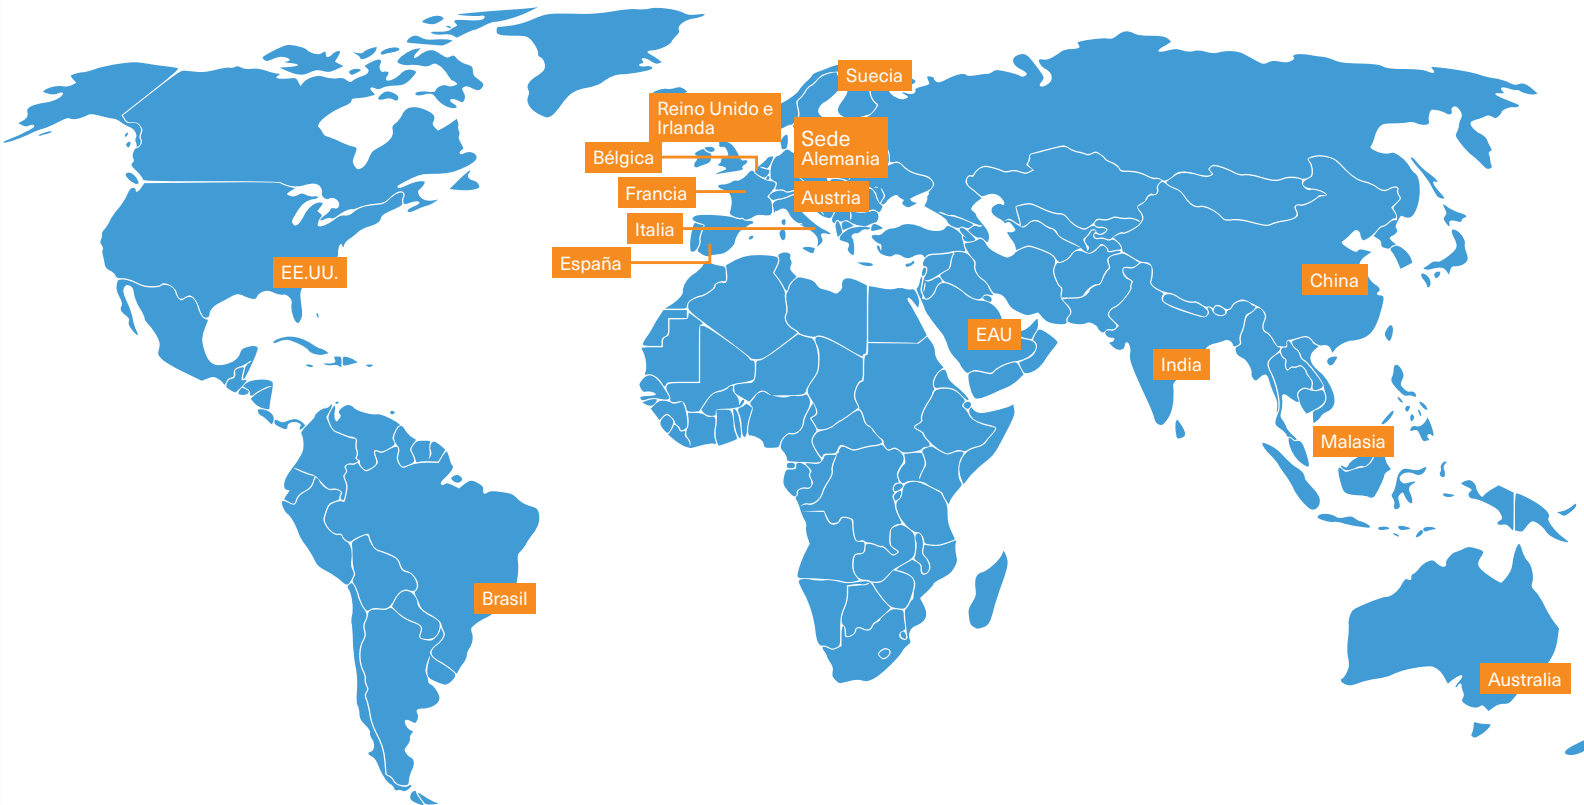 Suecia
Reino Unido e
Irlanda
Sede
Alemania
Bélgica
Francia
Austria
Italia
España
EE.UU.
China
EAU
India
Malasia
Brasil
Australia